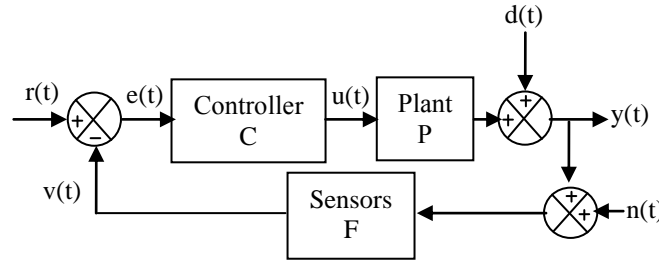 d(t)
r(t)
+
−
e(t)
Controller
C
u(t)
Plant
P
+
+
y(t)
v(t)
Sensors
F
+
+
n(t)